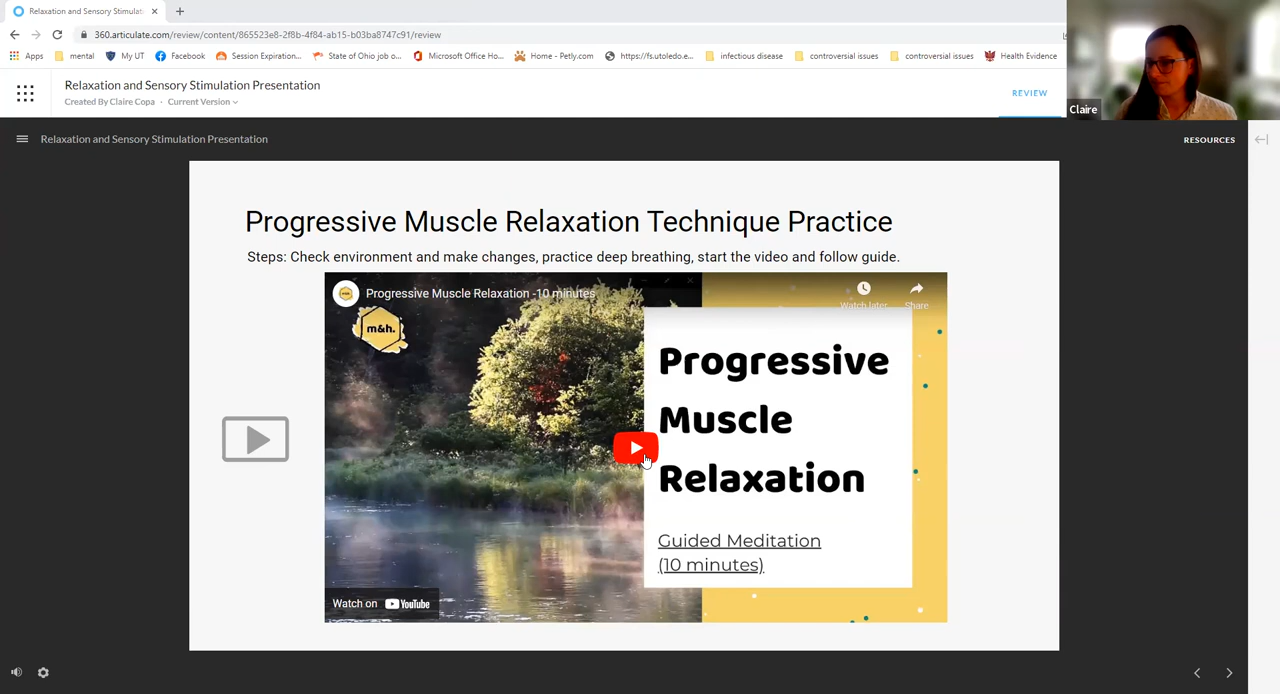 Relaxation and Sensory Stimulati
360.articulate.com/review/content/865523e8-2f8b-4f84-ab15-b03ba8747c91/review
Apps mental My UT Facebook Session Expiration... State of Ohio job o... Microsoft Office Ho... Home - Petly.com https://fs.utoledo.e... infectious disease controversial issues controversial issues Health Evidence
Relaxation and Sensory Stimulation Presentation
Created By Claire Copa · Current Version
REVIEW
Claire
Relaxation and Sensory Stimulation Presentation
RESOURCES
Progressive Muscle Relaxation Technique Practice
Steps: Check environment and make changes, practice deep breathing, start the video and follow guide.
Progressive Muscle Relaxation -10 minutes
Watch later
Share
m&h.
Progressive
Muscle
Relaxation
Guided Meditation
(10 minutes)
Watch on YouTube